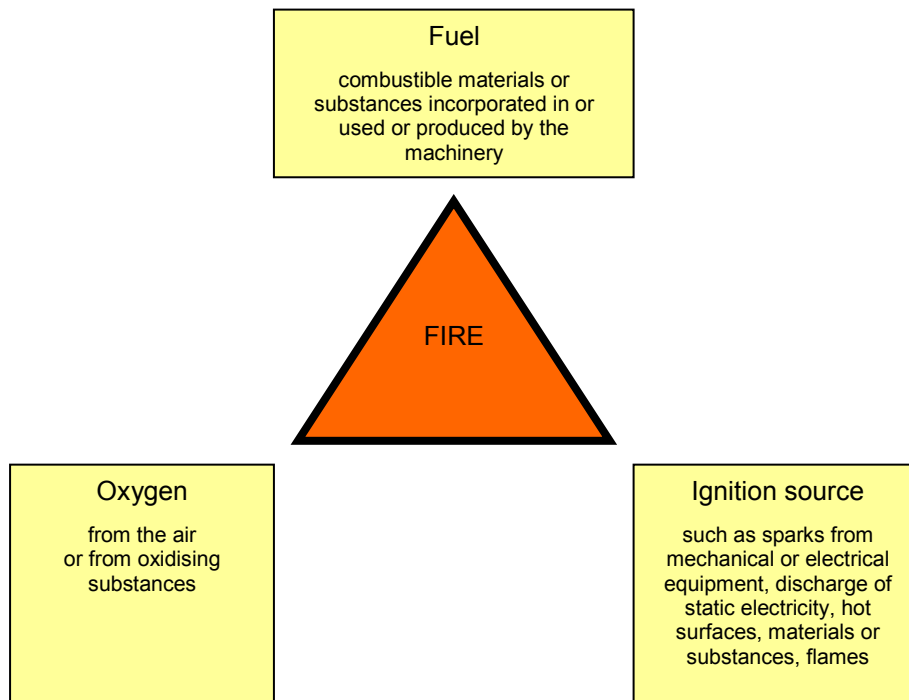 Fuel
combustible materials or
substances incorporated in or
used or produced by the
machinery
FIRE
Oxygen
from the air
or from oxidising
substances
Ignition source
such as sparks from
mechanical or electrical
equipment, discharge of
static electricity, hot
surfaces, materials or
substances, flames